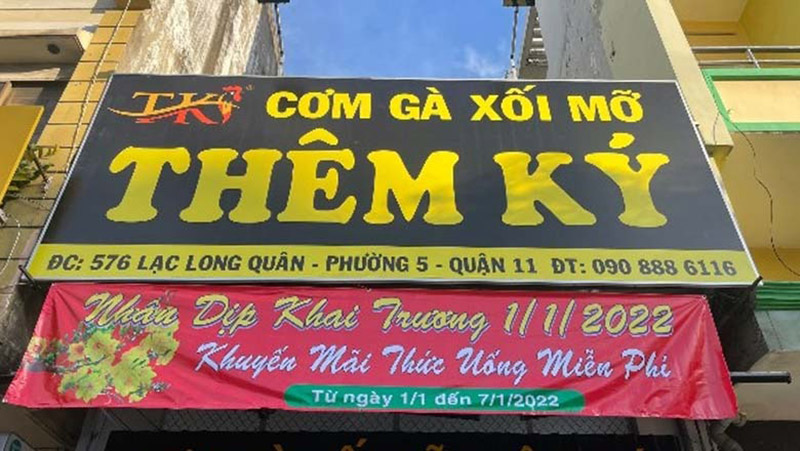 TK CƠM GÀ XỐI MỠ
THÊM KÝ
ĐC: 576 LẠC LONG QUÂN - PHƯỜNG 5 - QUẬN 11 ĐT: 090 888 6116
Nhân Dịp Khai Trương 1/1/2022
Khuyến Mãi Thức Uống Miễn Phí
Từ ngày 1/1 đến 7/1/2022